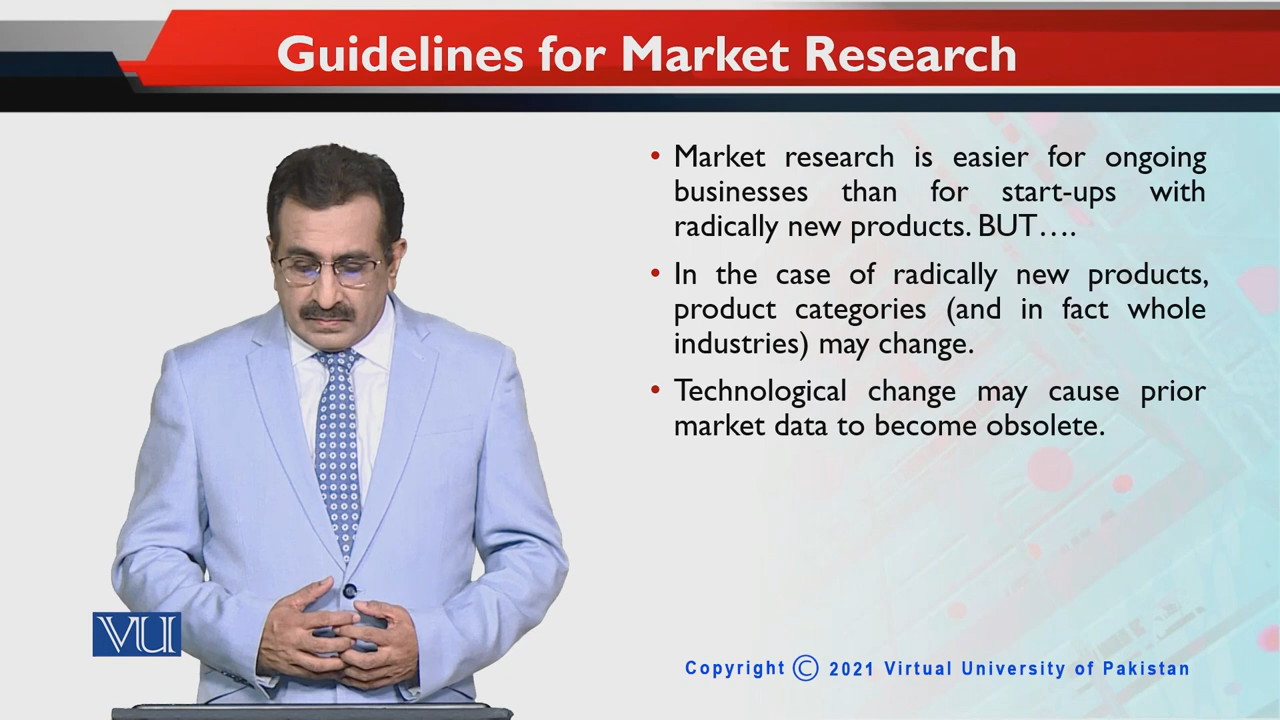 Guidelines for Market Research
• Market research is easier for ongoing
businesses than for start-ups with
radically new products. BUT….
• In the case of radically new products,
product categories (and in fact whole
industries) may change.
• Technological change may cause prior
market data to become obsolete.
VU
Copyright © 2021 Virtual University of Pakistan